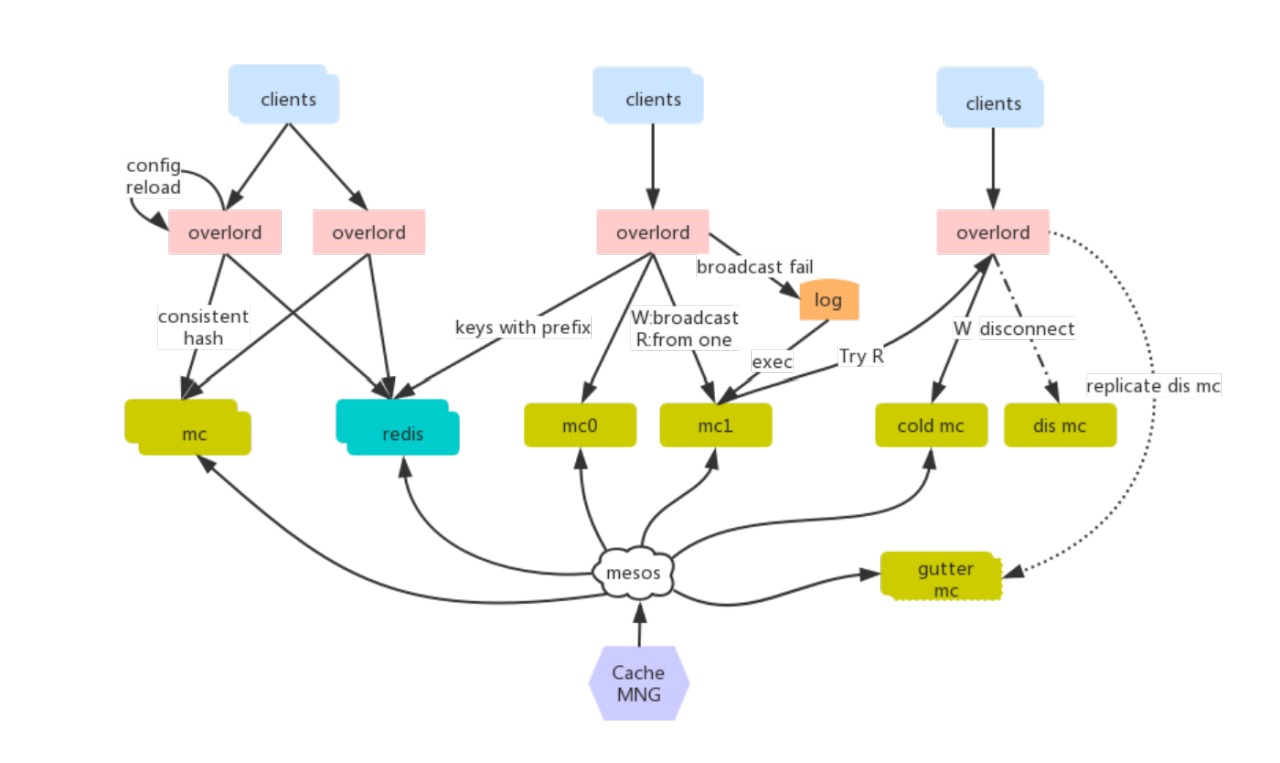 clients
clients
clients
config
reload
overlord
overlord
overlord
overlord
broadcast fail
log
consistent
hash
keys with prefix
W:broadcast
R:from one
exec
Try R
W
disconnect
replicate dis mc
mc
redis
mc0
mc1
cold mc
dis mc
mesos
gutter
mc
Cache
MNG